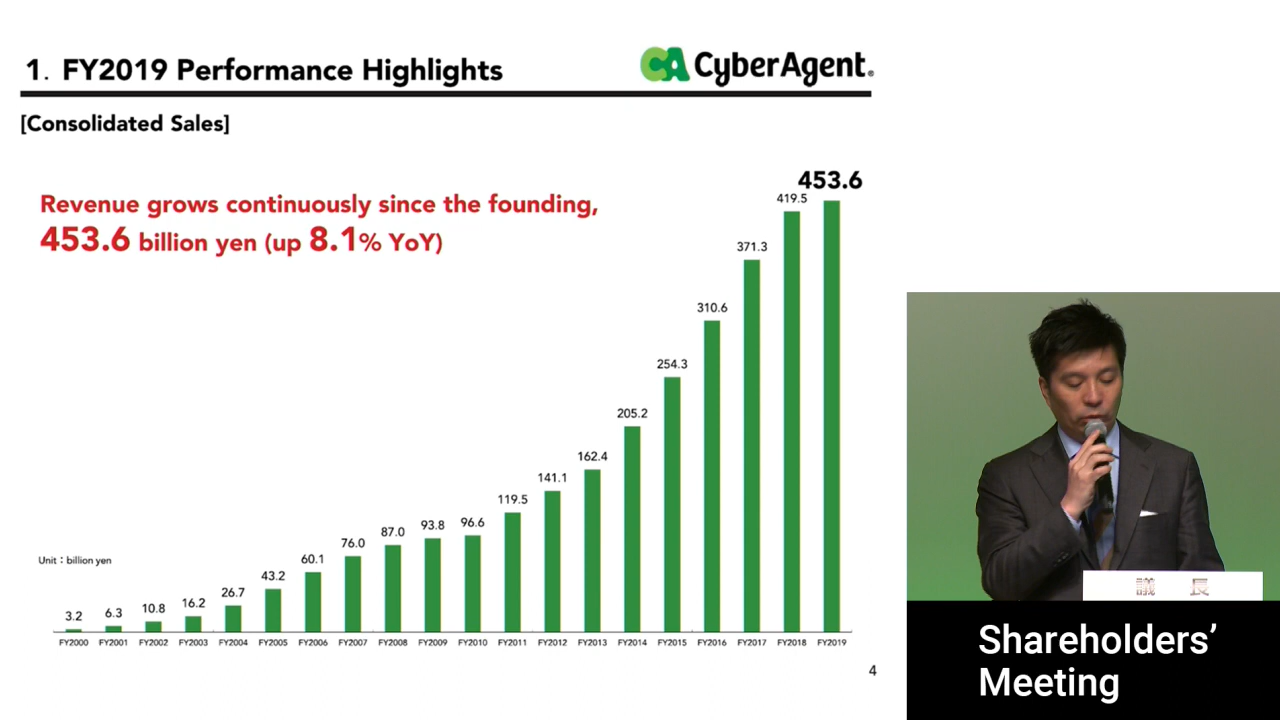 1. FY2019 Performance Highlights
CA CyberAgent®
[Consolidated Sales]
Revenue grows continuously since the founding,
453.6 billion yen (up 8.1% YoY)
Unit：billion yen
3.2
6.3
10.8
16.2
26.7
43.2
60.1
76.0
87.0
93.8
96.6
119.5
141.1
162.4
205.2
254.3
310.6
371.3
419.5
453.6
FY2000 FY2001 FY2002 FY2003 FY2004 FY2005 FY2006 FY2007 FY2008 FY2009 FY2010 FY2011 FY2012 FY2013 FY2014 FY2015 FY2016 FY2017 FY2018 FY2019
4
議 長
Shareholders’
Meeting